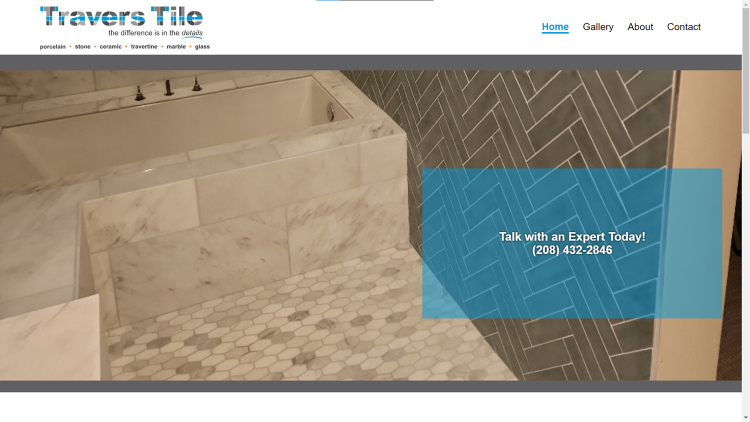 Travers Tile
the difference is in the details
porcelain • stone • ceramic • travertine • marble • glass
Home Gallery About Contact
Talk with an Expert Today!
(208) 432-2846